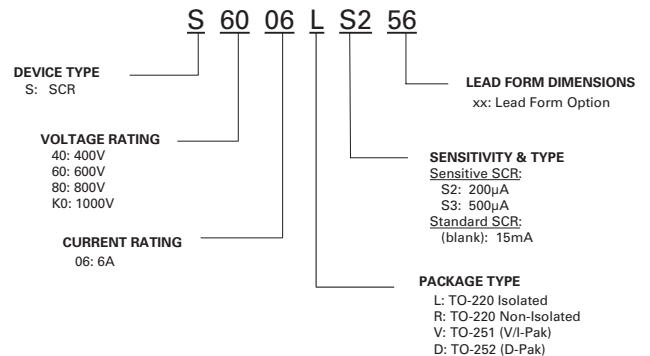 S 60 06 L S2 56
DEVICE TYPE
S: SCR
VOLTAGE RATING
40: 400V
60: 600V
80: 800V
K0: 1000V
CURRENT RATING
06: 6A
LEAD FORM DIMENSIONS
xx: Lead Form Option
SENSITIVITY & TYPE
Sensitive SCR:
S2: 200µA
S3: 500µA
Standard SCR:
(blank): 15mA
PACKAGE TYPE
L: TO-220 Isolated
R: TO-220 Non-Isolated
V: TO-251 (V/I-Pak)
D: TO-252 (D-Pak)